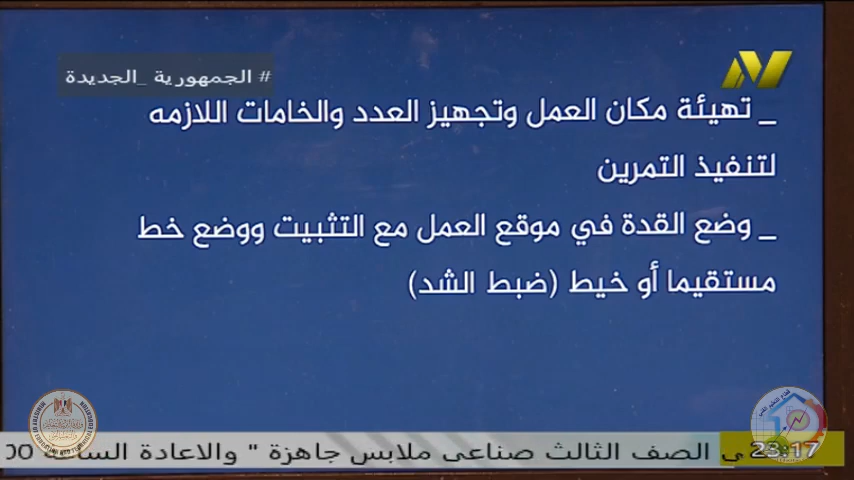 # الجمهورية _الجديدة
_ تهيئة مكان العمل وتجهيز العدد والخامات اللازمه
لتنفيذ التمرين
_ وضع القدة في موقع العمل مع التثبيت ووضع خط
مستقيما أو خيط (ضبط الشد)
الصف الثالث صناعى ملابس جاهزة " والاعادة
23:17